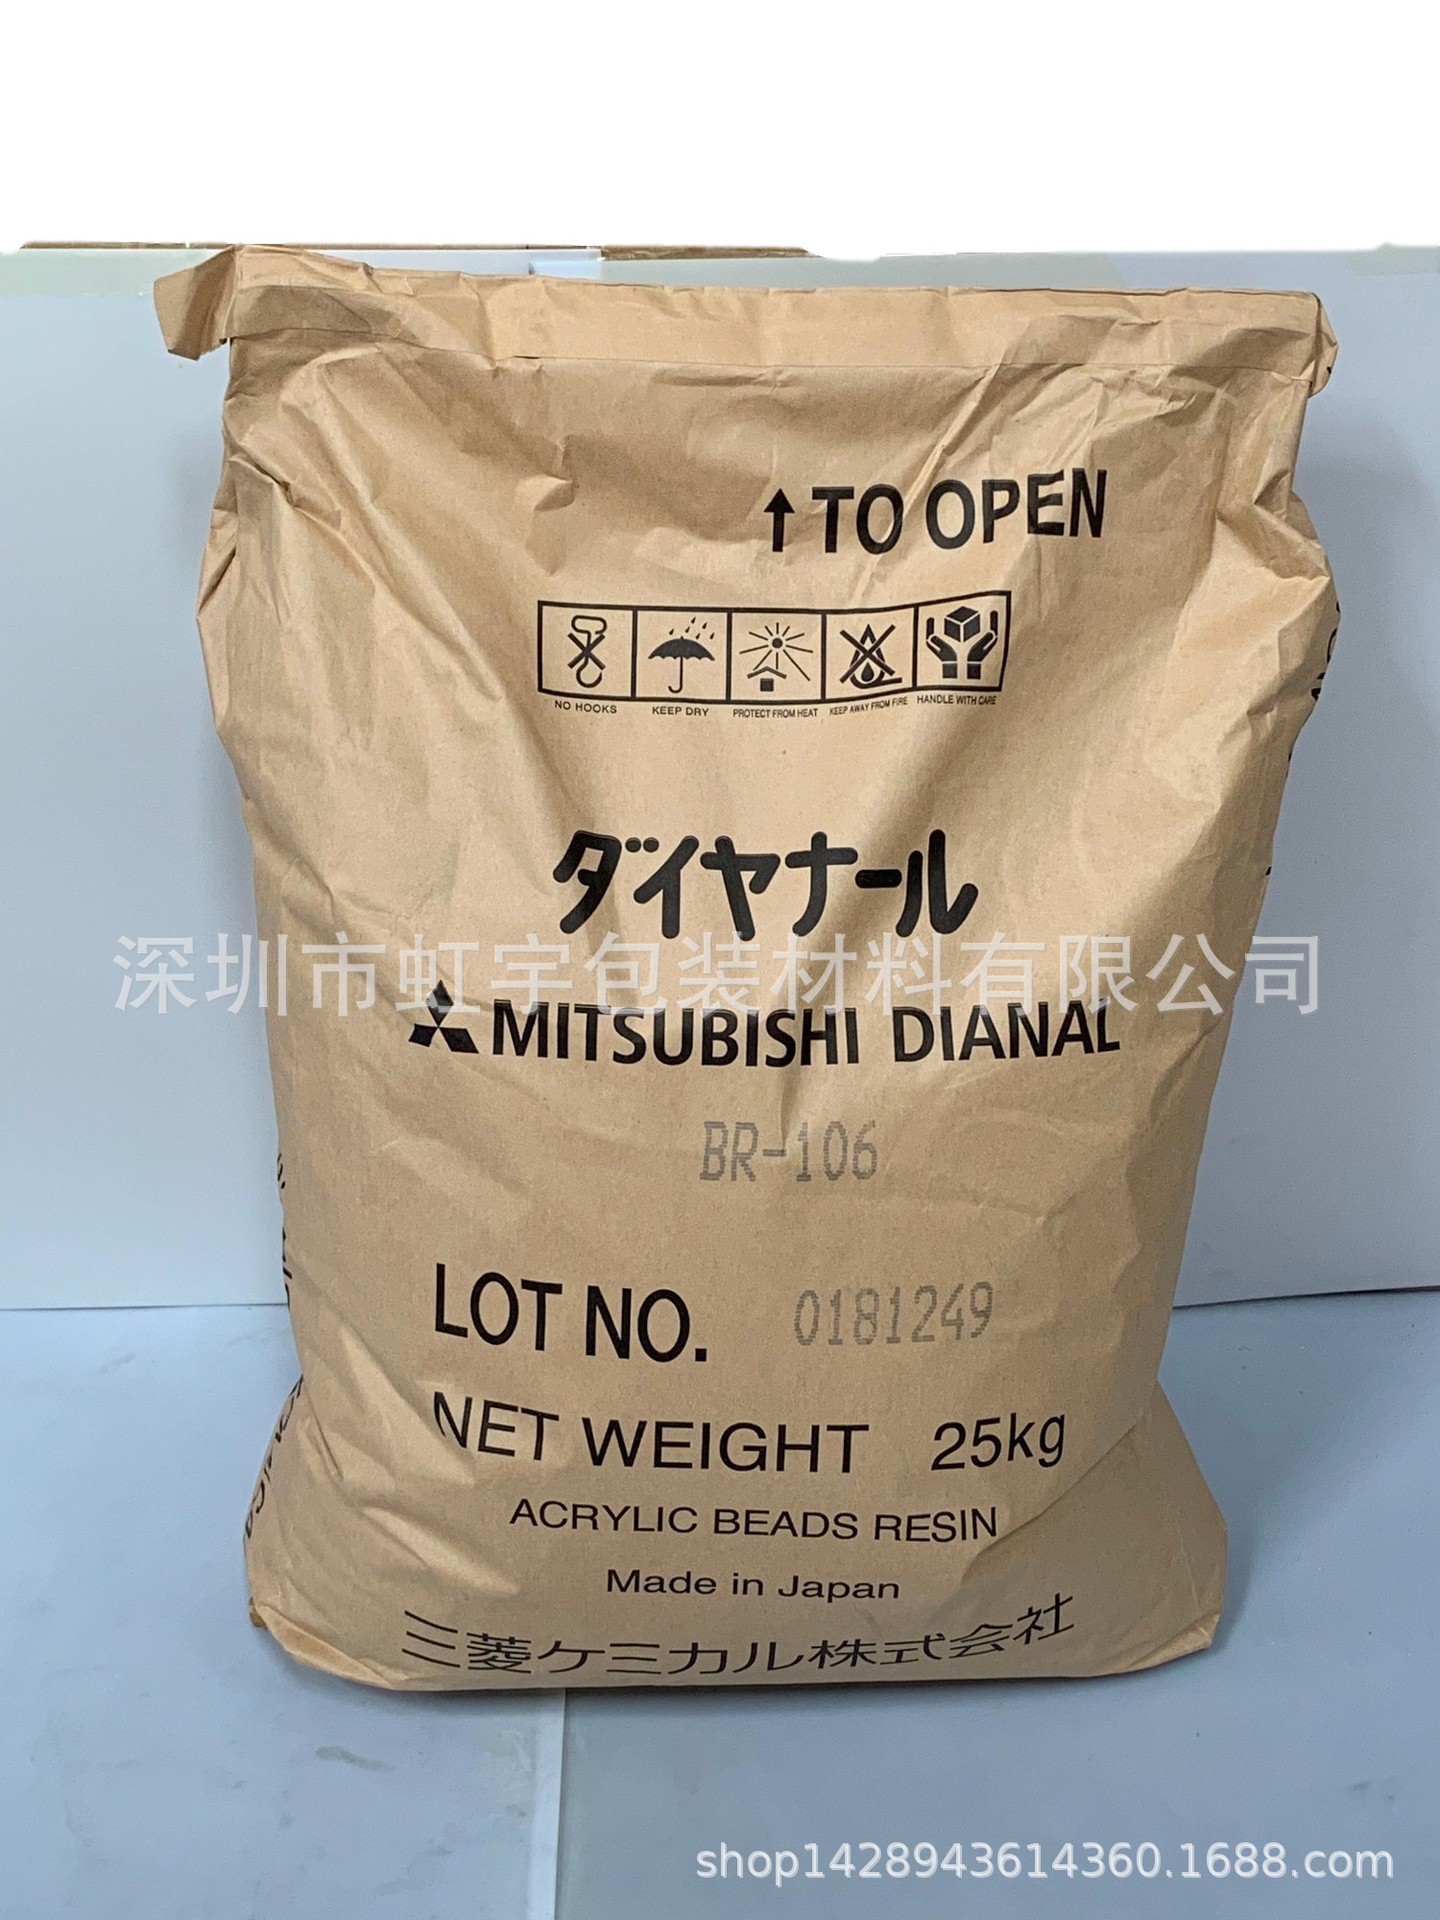 ↑TO OPEN
NO HOOKS
KEEP DRY
PROTECT FROM HEAT
KEEP AWAY FROM FIRE
HANDLE WITH CARE
ダイヤナール
深圳市虹宇包装材料有限公司
MITSUBISHI DIANAL
BR-106
LOT NO. 0181249
NET WEIGHT 25kg
ACRYLIC BEADS RESIN
Made in Japan
三菱ケミカル株式会社
shop1428943614360.1688.com